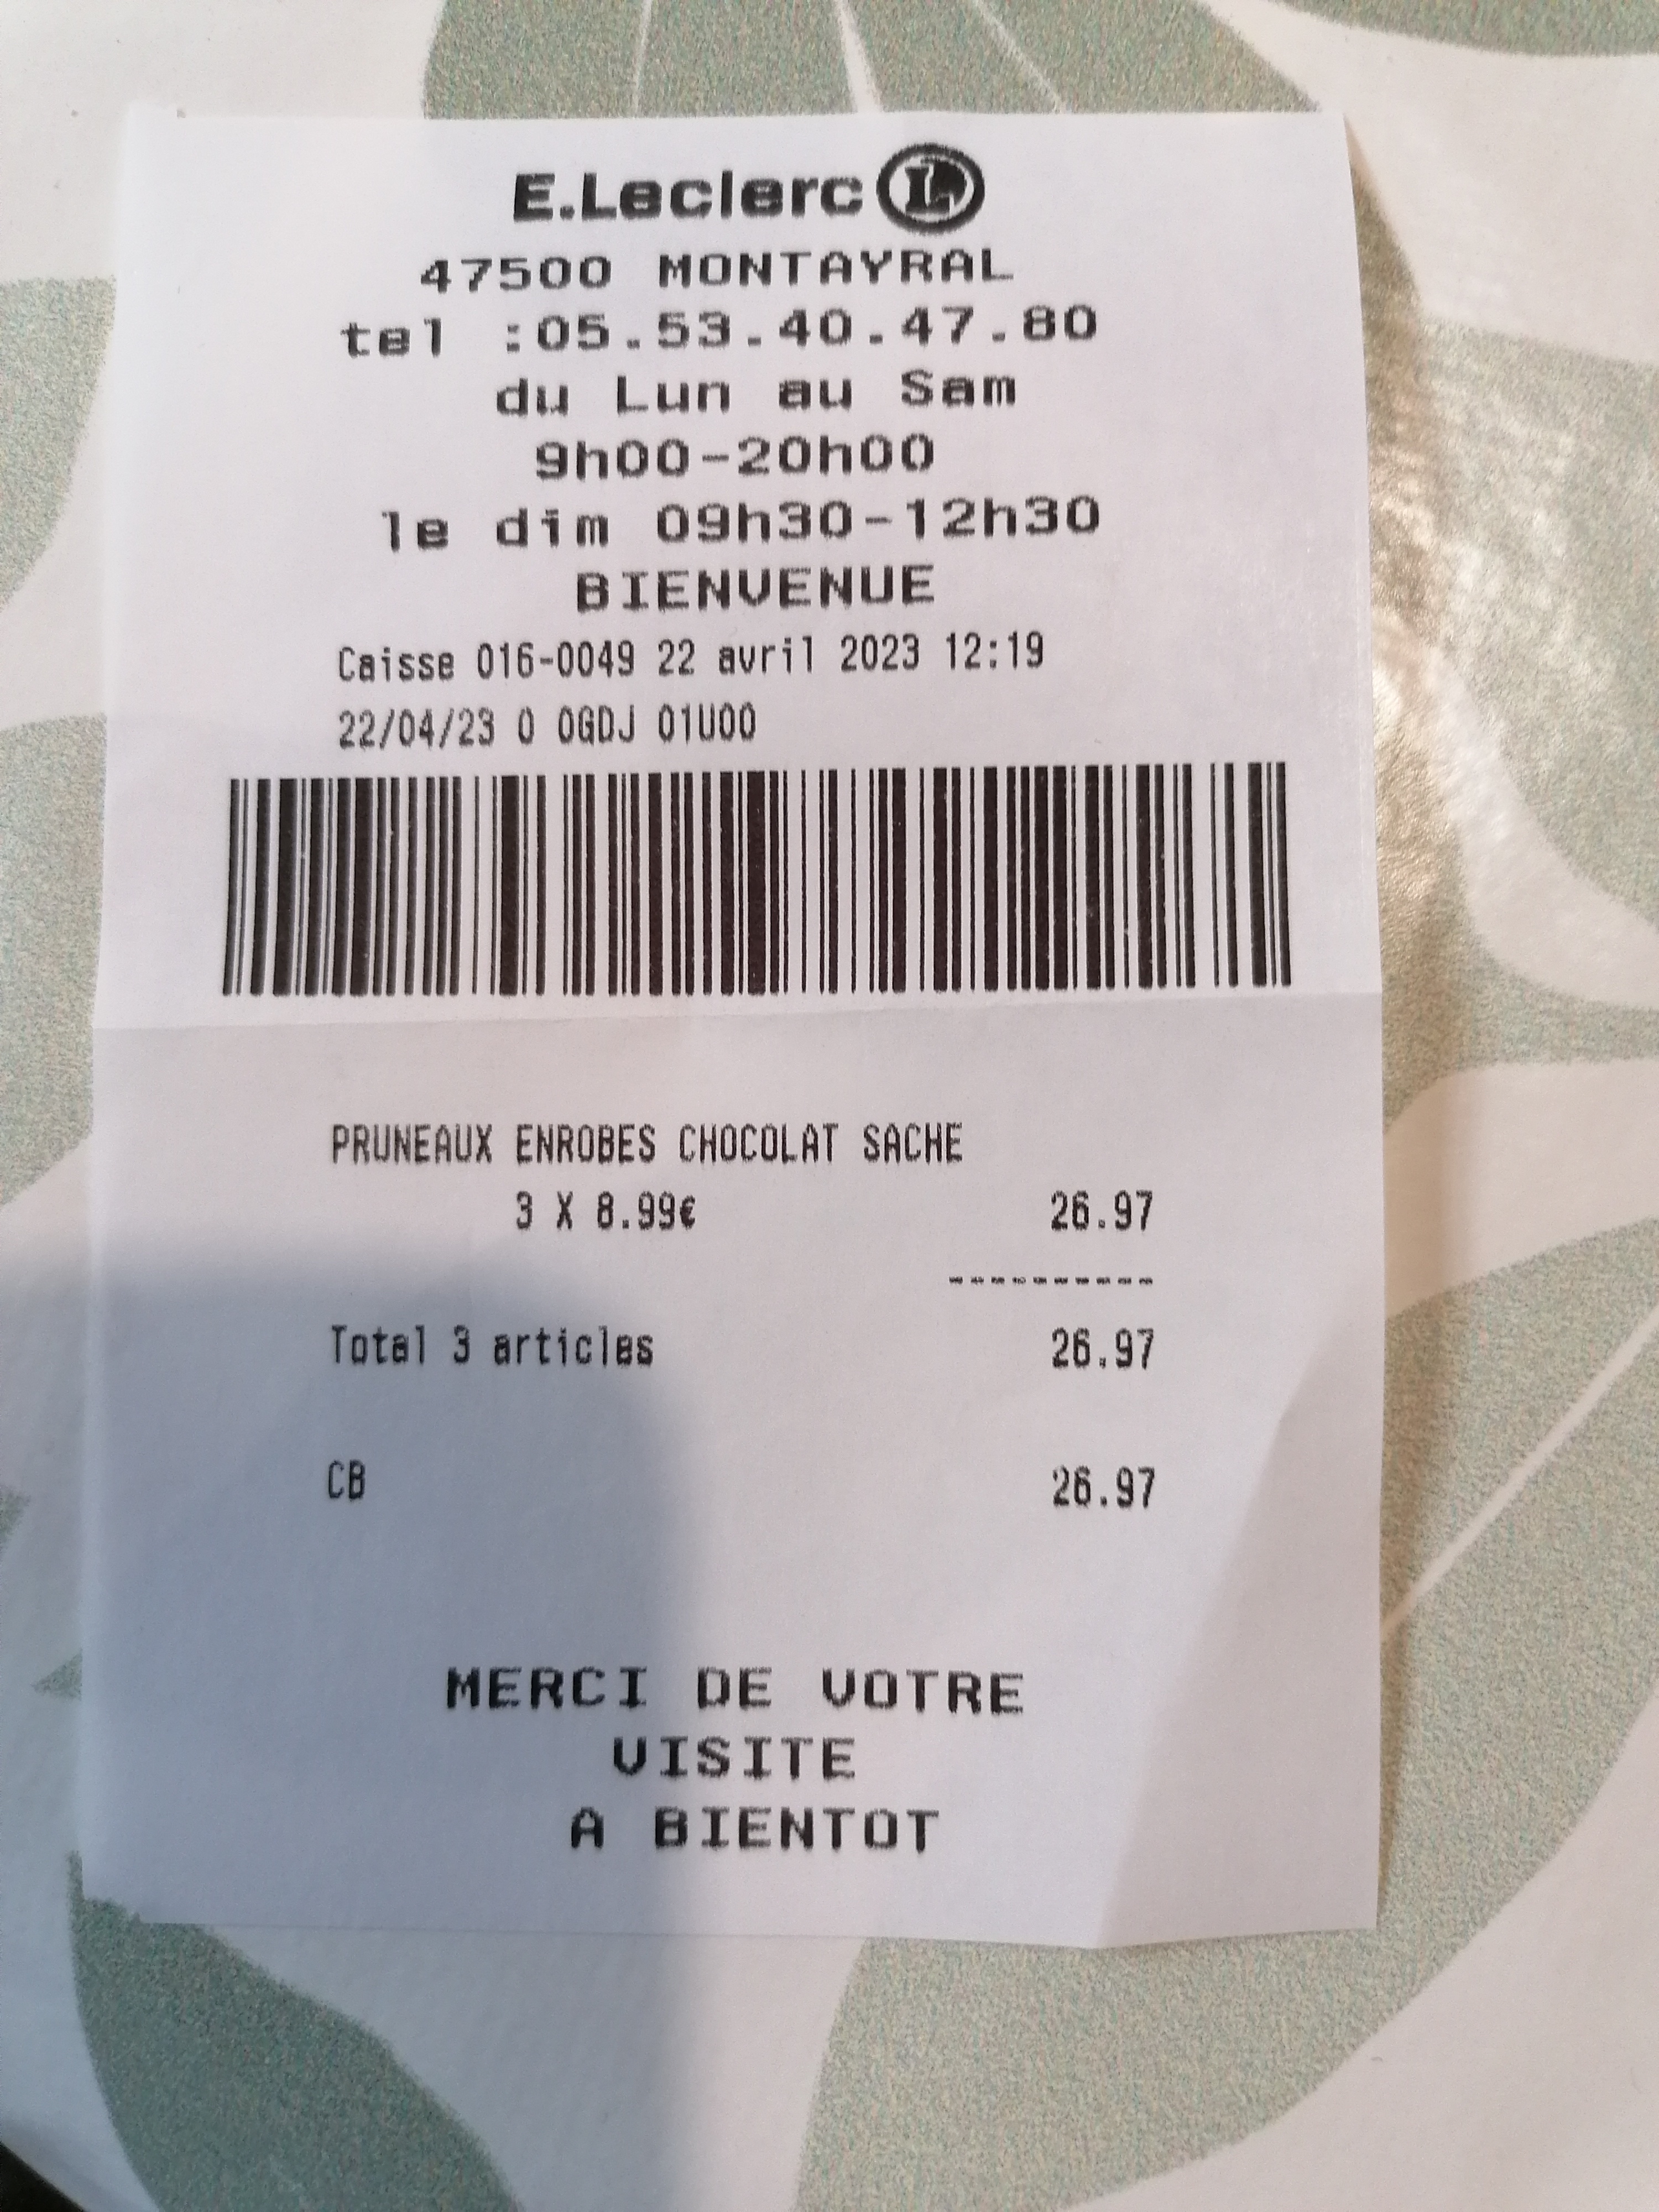 E.Leclerc L
47500 MONTAYRAL
tel :05.53.40.47.80
du Lun au Sam
9h00-20h00
le dim 09h30-12h30
BIENVENUE
Caisse 016-0049 22 avril 2023 12:19
22/04/23 0 0GDJ 01U00
PRUNEAUX ENROBES CHOCOLAT SACHE
3 X 8.99€ 26.97
----------
Total 3 articles 26.97
CB 26.97
MERCI DE VOTRE
VISITE
A BIENTOT